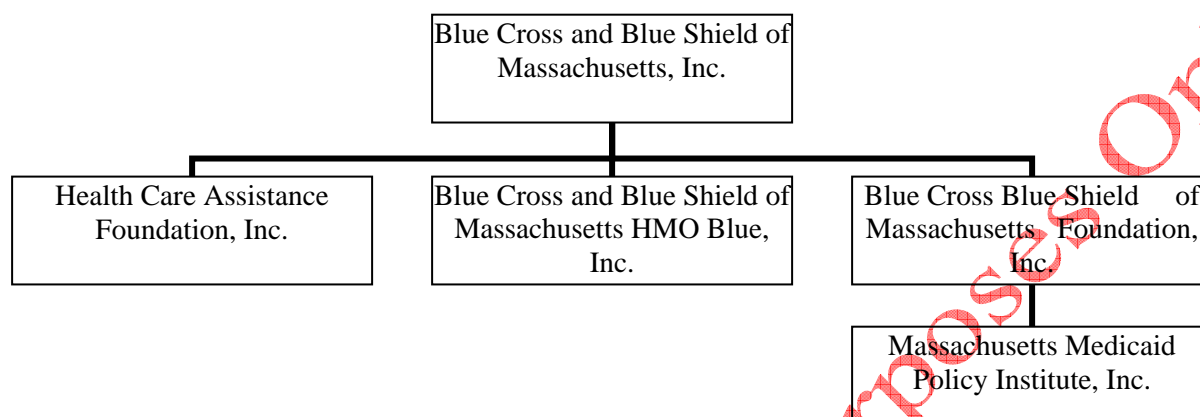 Blue Cross and Blue Shield of
Massachusetts, Inc.
Health Care Assistance
Foundation, Inc.
Blue Cross and Blue Shield of
Massachusetts HMO Blue,
Inc.
Blue Cross Blue Shield of
Massachusetts Foundation,
Inc.
Massachusetts Medicaid
Policy Institute, Inc.